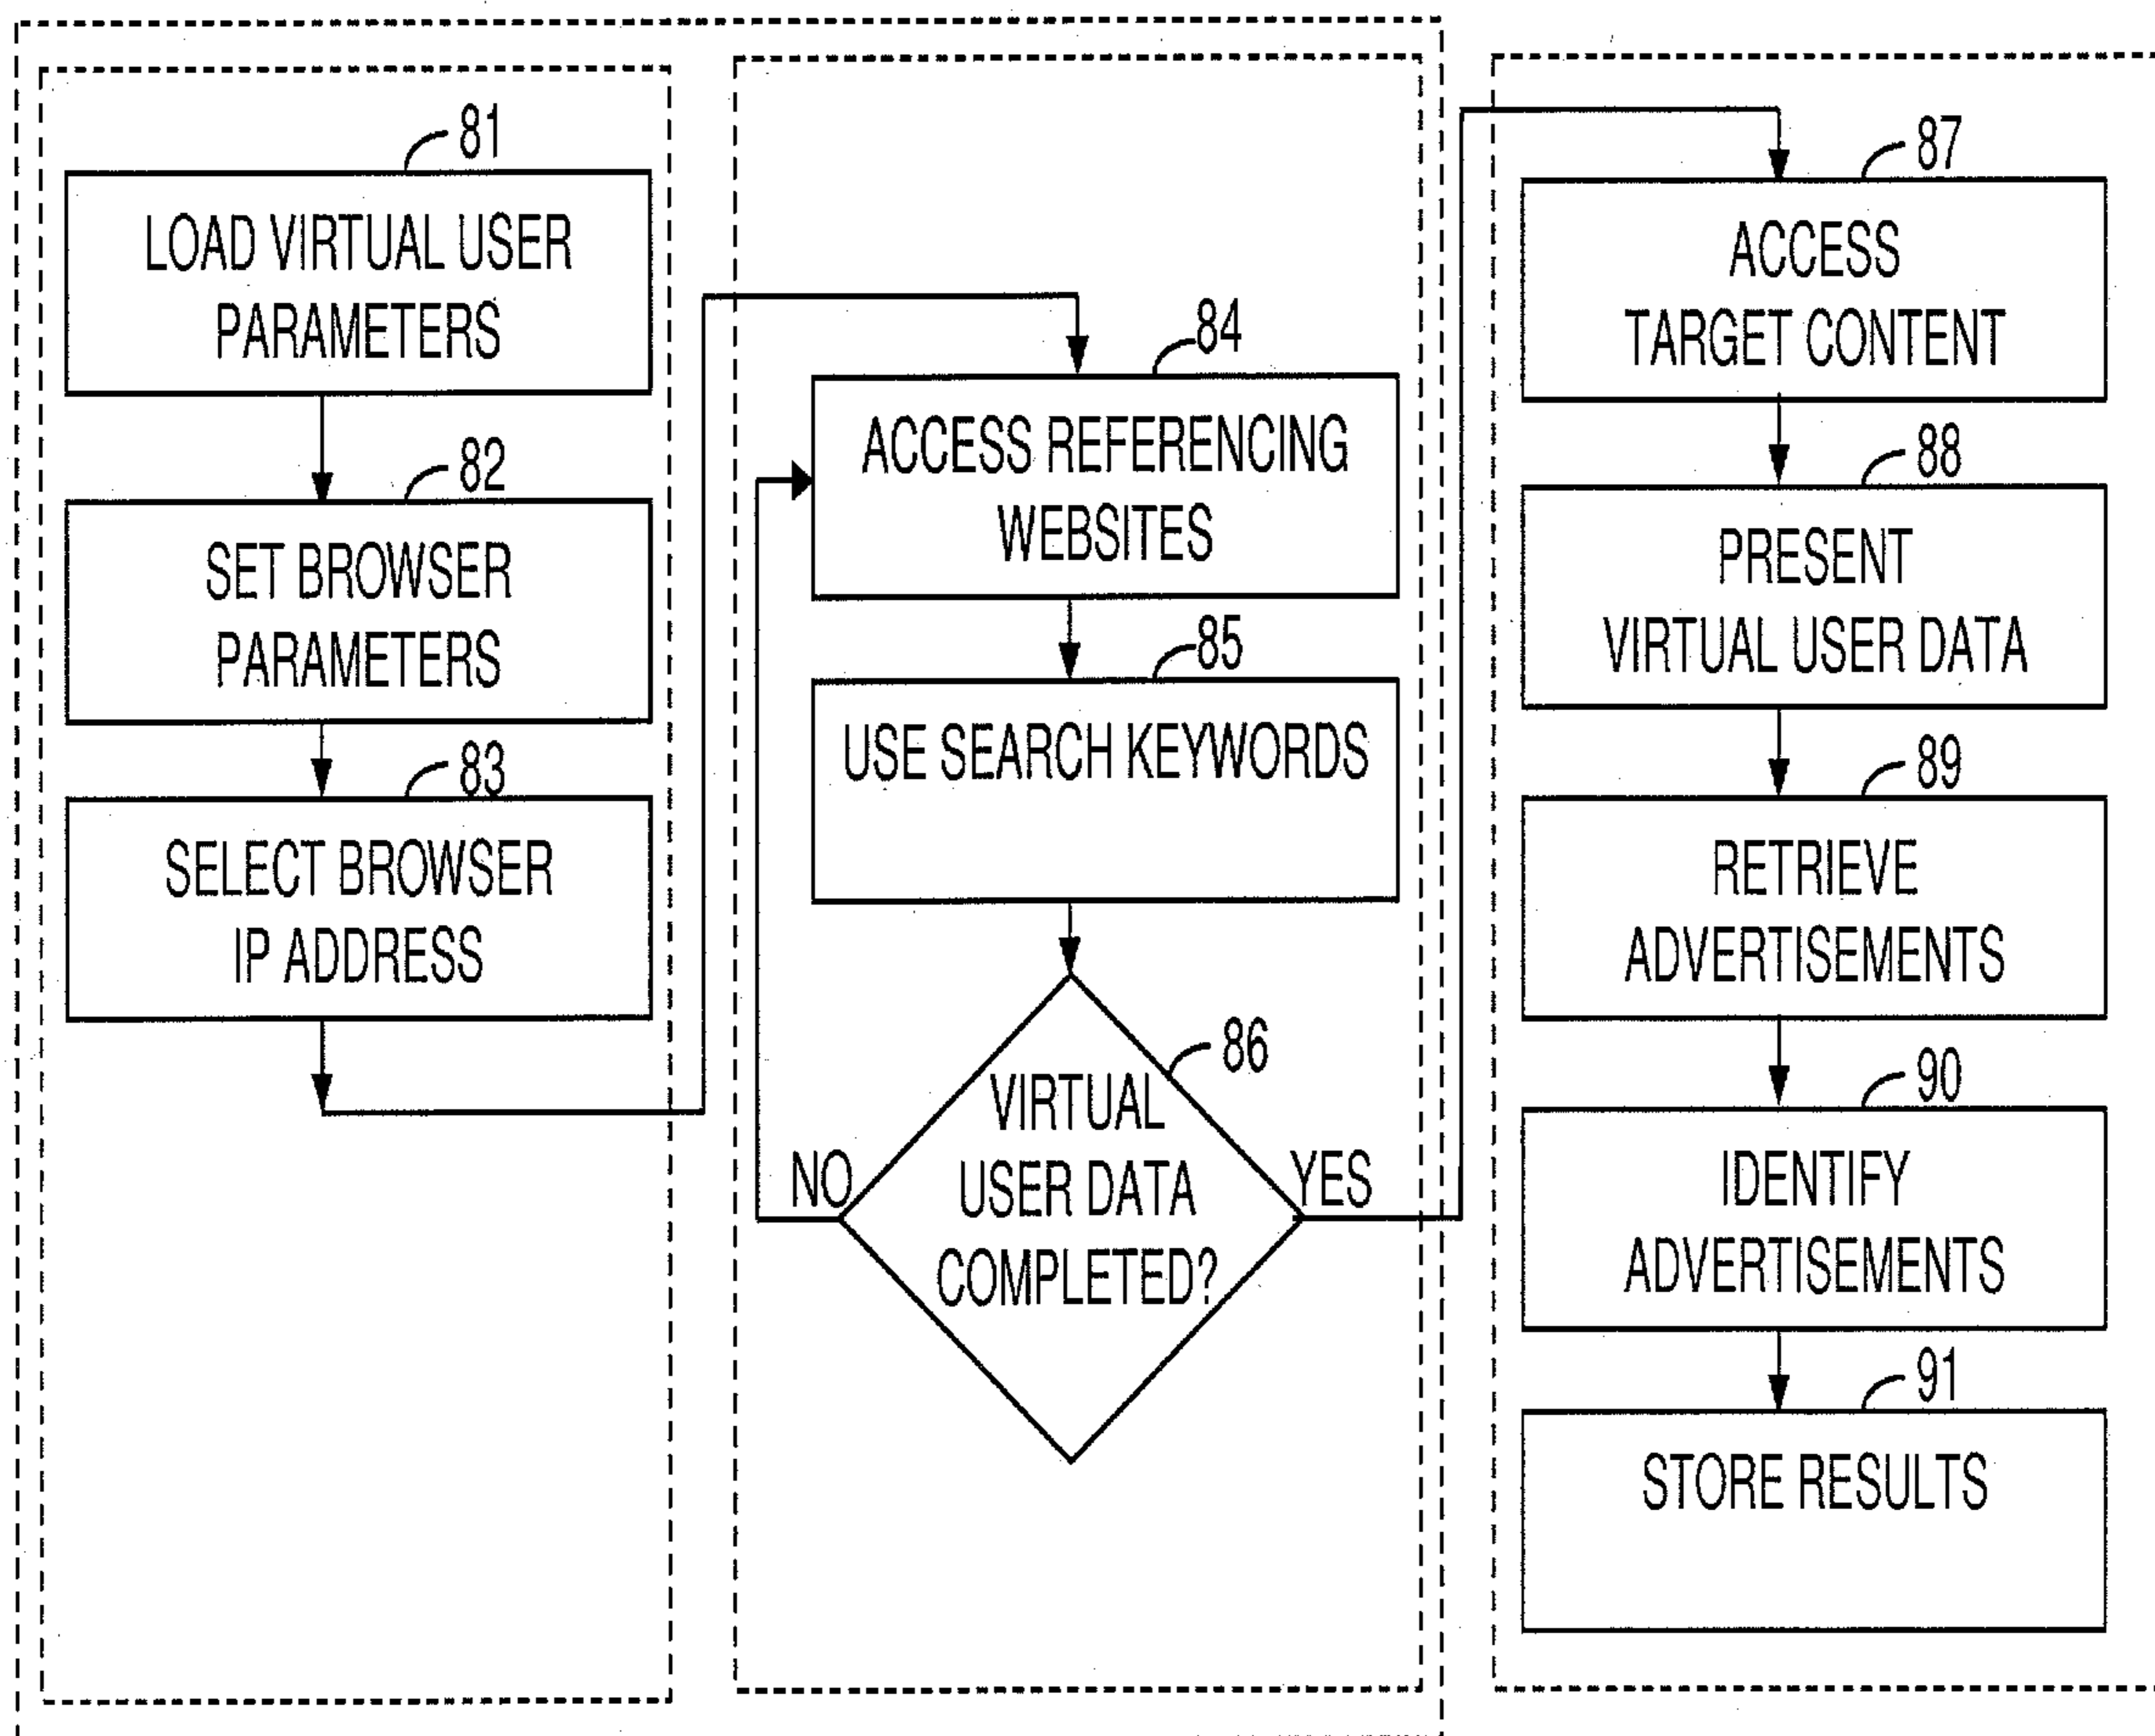 81
LOAD VIRTUAL USER
PARAMETERS
82
SET BROWSER
PARAMETERS
83
SELECT BROWSER
IP ADDRESS
84
ACCESS REFERENCING
WEBSITES
85
USE SEARCH KEYWORDS
86
VIRTUAL
USER DATA
COMPLETED?
NO
YES
87
ACCESS
TARGET CONTENT
88
PRESENT
VIRTUAL USER DATA
89
RETRIEVE
ADVERTISEMENTS
90
IDENTIFY
ADVERTISEMENTS
91
STORE RESULTS